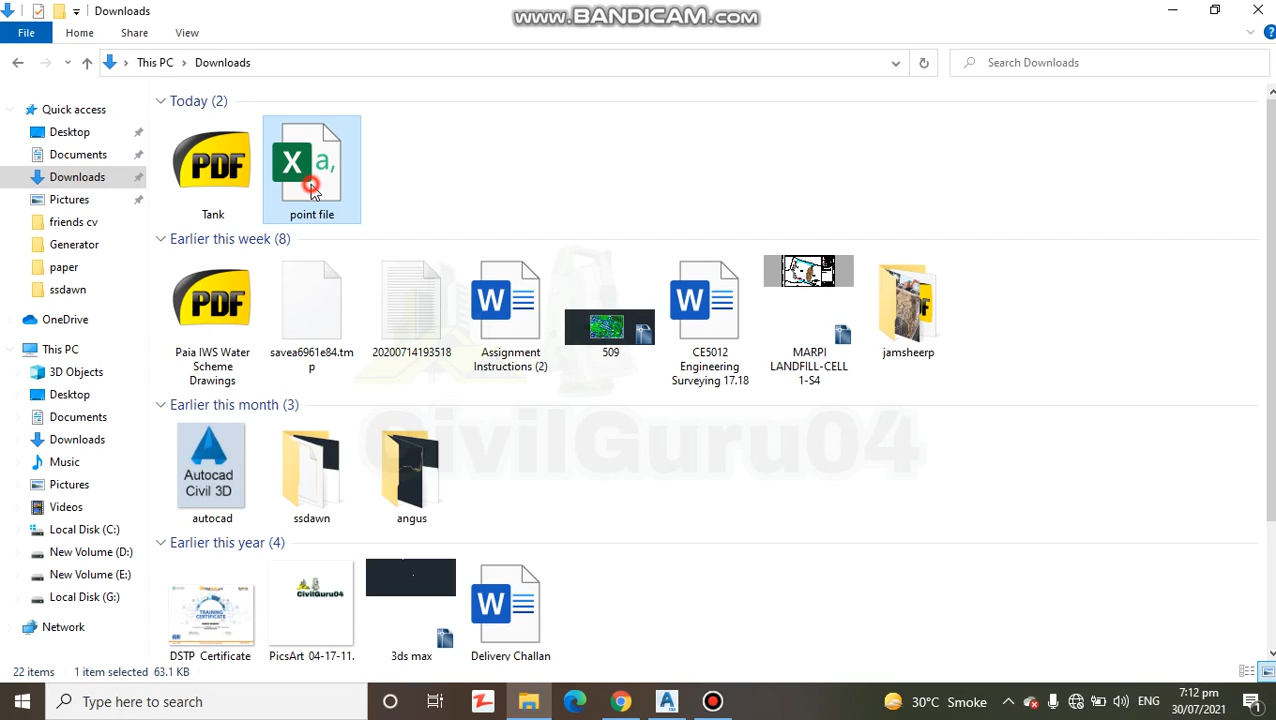 Downloads
www.BANDICAM.com
File Home Share View
This PC Downloads
Search Downloads
Quick access
Desktop
Documents
Downloads
Pictures
friends cv
Generator
paper
ssdawn
OneDrive
This PC
3D Objects
Desktop
Documents
Downloads
Music
Pictures
Videos
Local Disk (C:)
New Volume (D:)
New Volume (E:)
Local Disk (G:)
Network
Today (2)
PDF
X a,
Tank
point file
Earlier this week (8)
PDF
W
W
Paia IWS Water Scheme Drawings
savea6961e84.tmp
20200714193518
Assignment Instructions (2)
509
CE5012 Engineering Surveying 17.18
MARPI LANDFILL-CELL 1-S4
jamsheerp
Earlier this month (3)
A
Autocad
Civil 3D
autocad
ssdawn
angus
CivilGuru04
Earlier this year (4)
TRAINING
CERTIFICATE
CivilGuru04
W
DSTP Certificate
PicsArt 04-17-11.
3ds max
Delivery Challan
22 items 1 item selected 63.1 KB
Type here to search
30°C Smoke
ENG
7:12 pm
30/07/2021
1